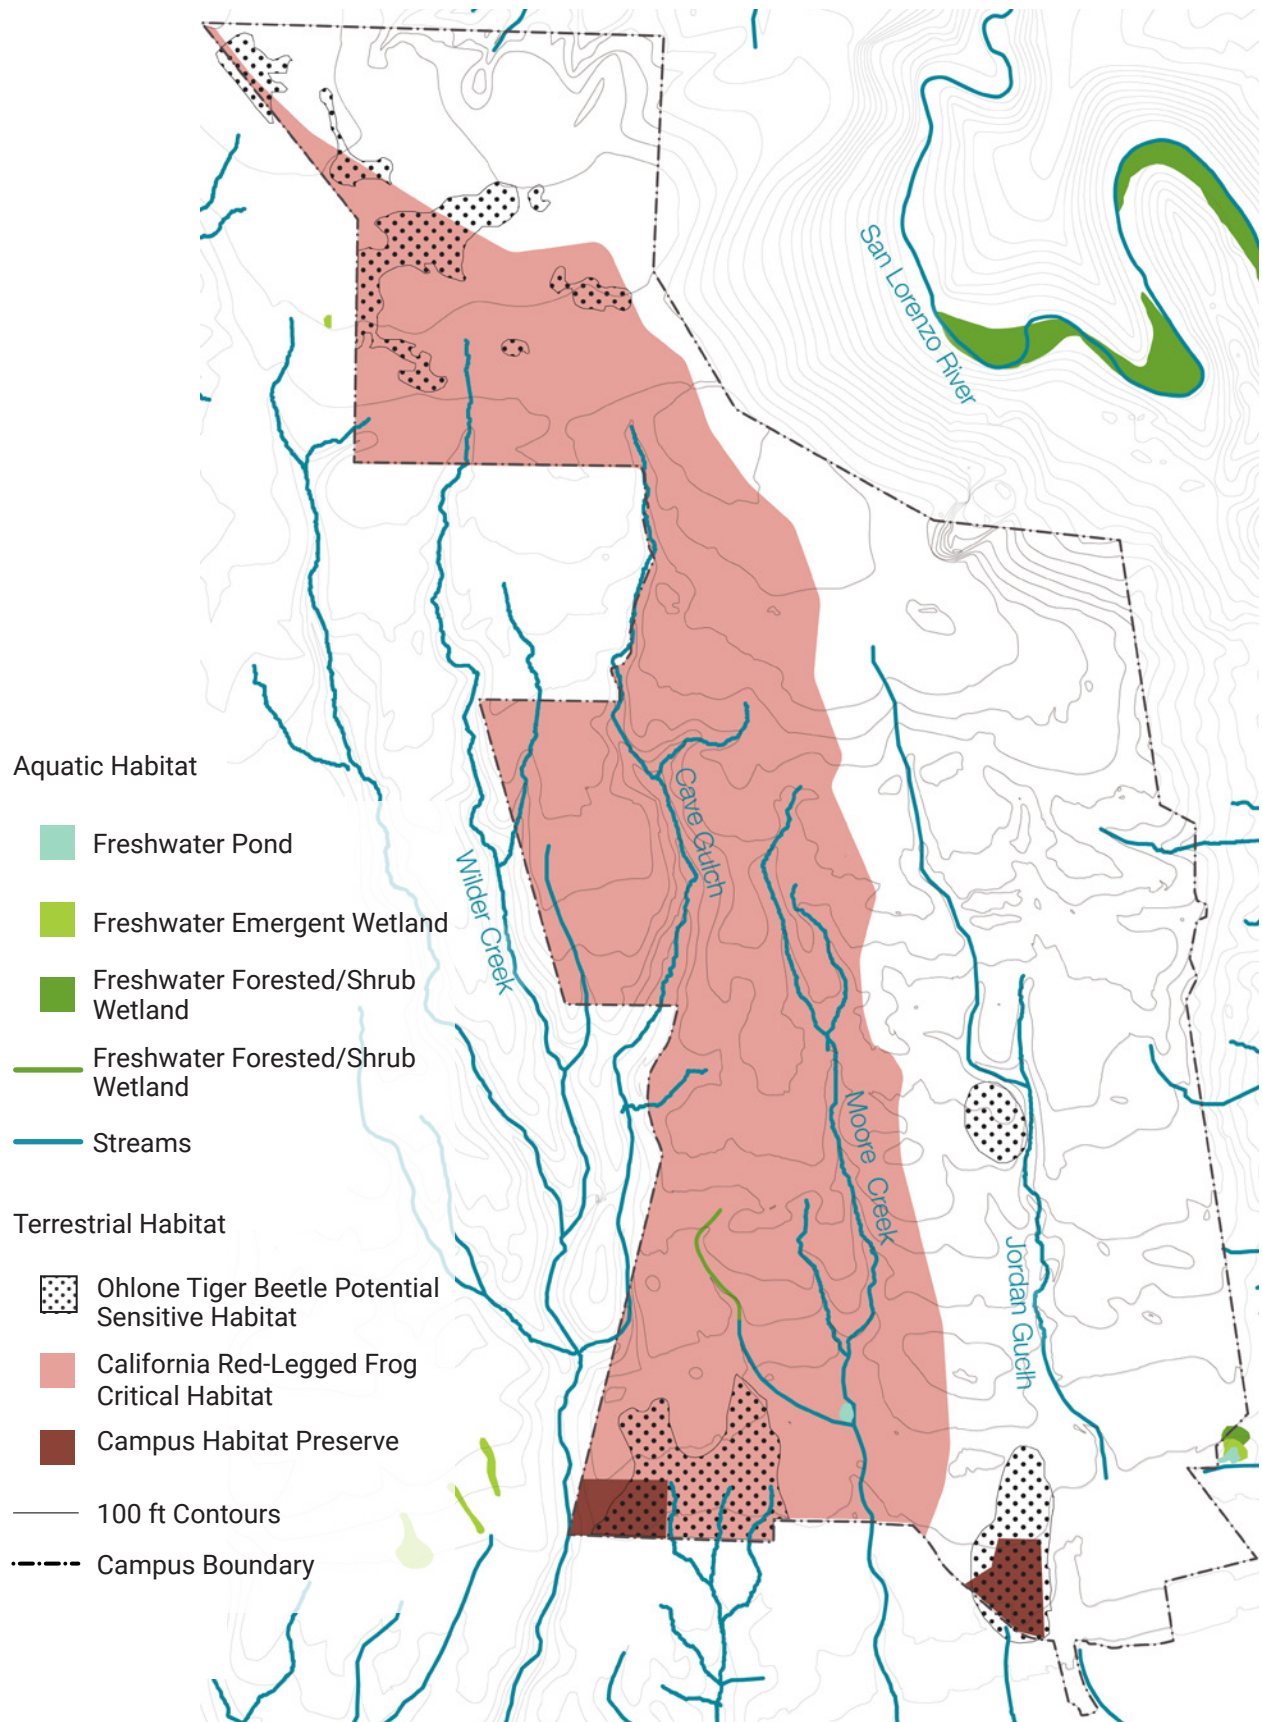 San Lorenzo River
Aquatic Habitat
Freshwater Pond
Freshwater Emergent Wetland
Freshwater Forested/Shrub
Wetland
Freshwater Forested/Shrub
Wetland
Streams
Terrestrial Habitat
Ohlone Tiger Beetle Potential
Sensitive Habitat
California Red-Legged Frog
Critical Habitat
Campus Habitat Preserve
100 ft Contours
Campus Boundary
Cave Gulch
Wilder Creek
Moore Creek
Jordan Guclh